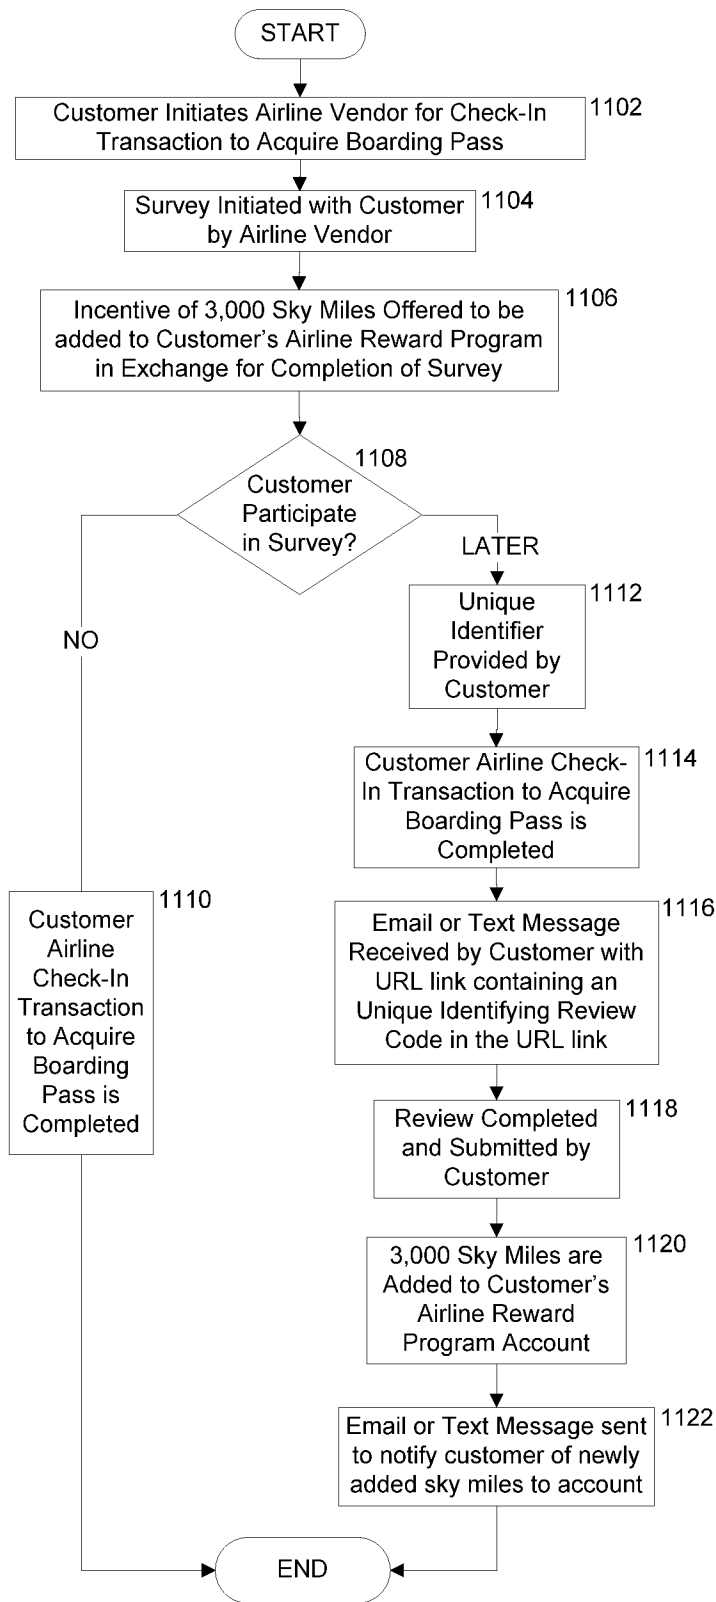 START
Customer Initiates Airline Vendor for Check-In
Transaction to Acquire Boarding Pass
1102
Survey Initiated with Customer
by Airline Vendor
1104
Incentive of 3,000 Sky Miles Offered to be
added to Customer's Airline Reward Program
in Exchange for Completion of Survey
1106
1108
Customer
Participate
in Survey?
NO
LATER
Unique
Identifier
Provided by
Customer
1112
Customer Airline Check-
In Transaction to Acquire
Boarding Pass is
Completed
1114
Customer
Airline
Check-In
Transaction
to Acquire
Boarding
Pass is
Completed
1110
Email or Text Message
Received by Customer with
URL link containing an
Unique Identifying Review
Code in the URL link
1116
Review Completed
and Submitted by
Customer
1118
3,000 Sky Miles are
Added to Customer's
Airline Reward
Program Account
1120
Email or Text Message sent
to notify customer of newly
added sky miles to account
1122
END